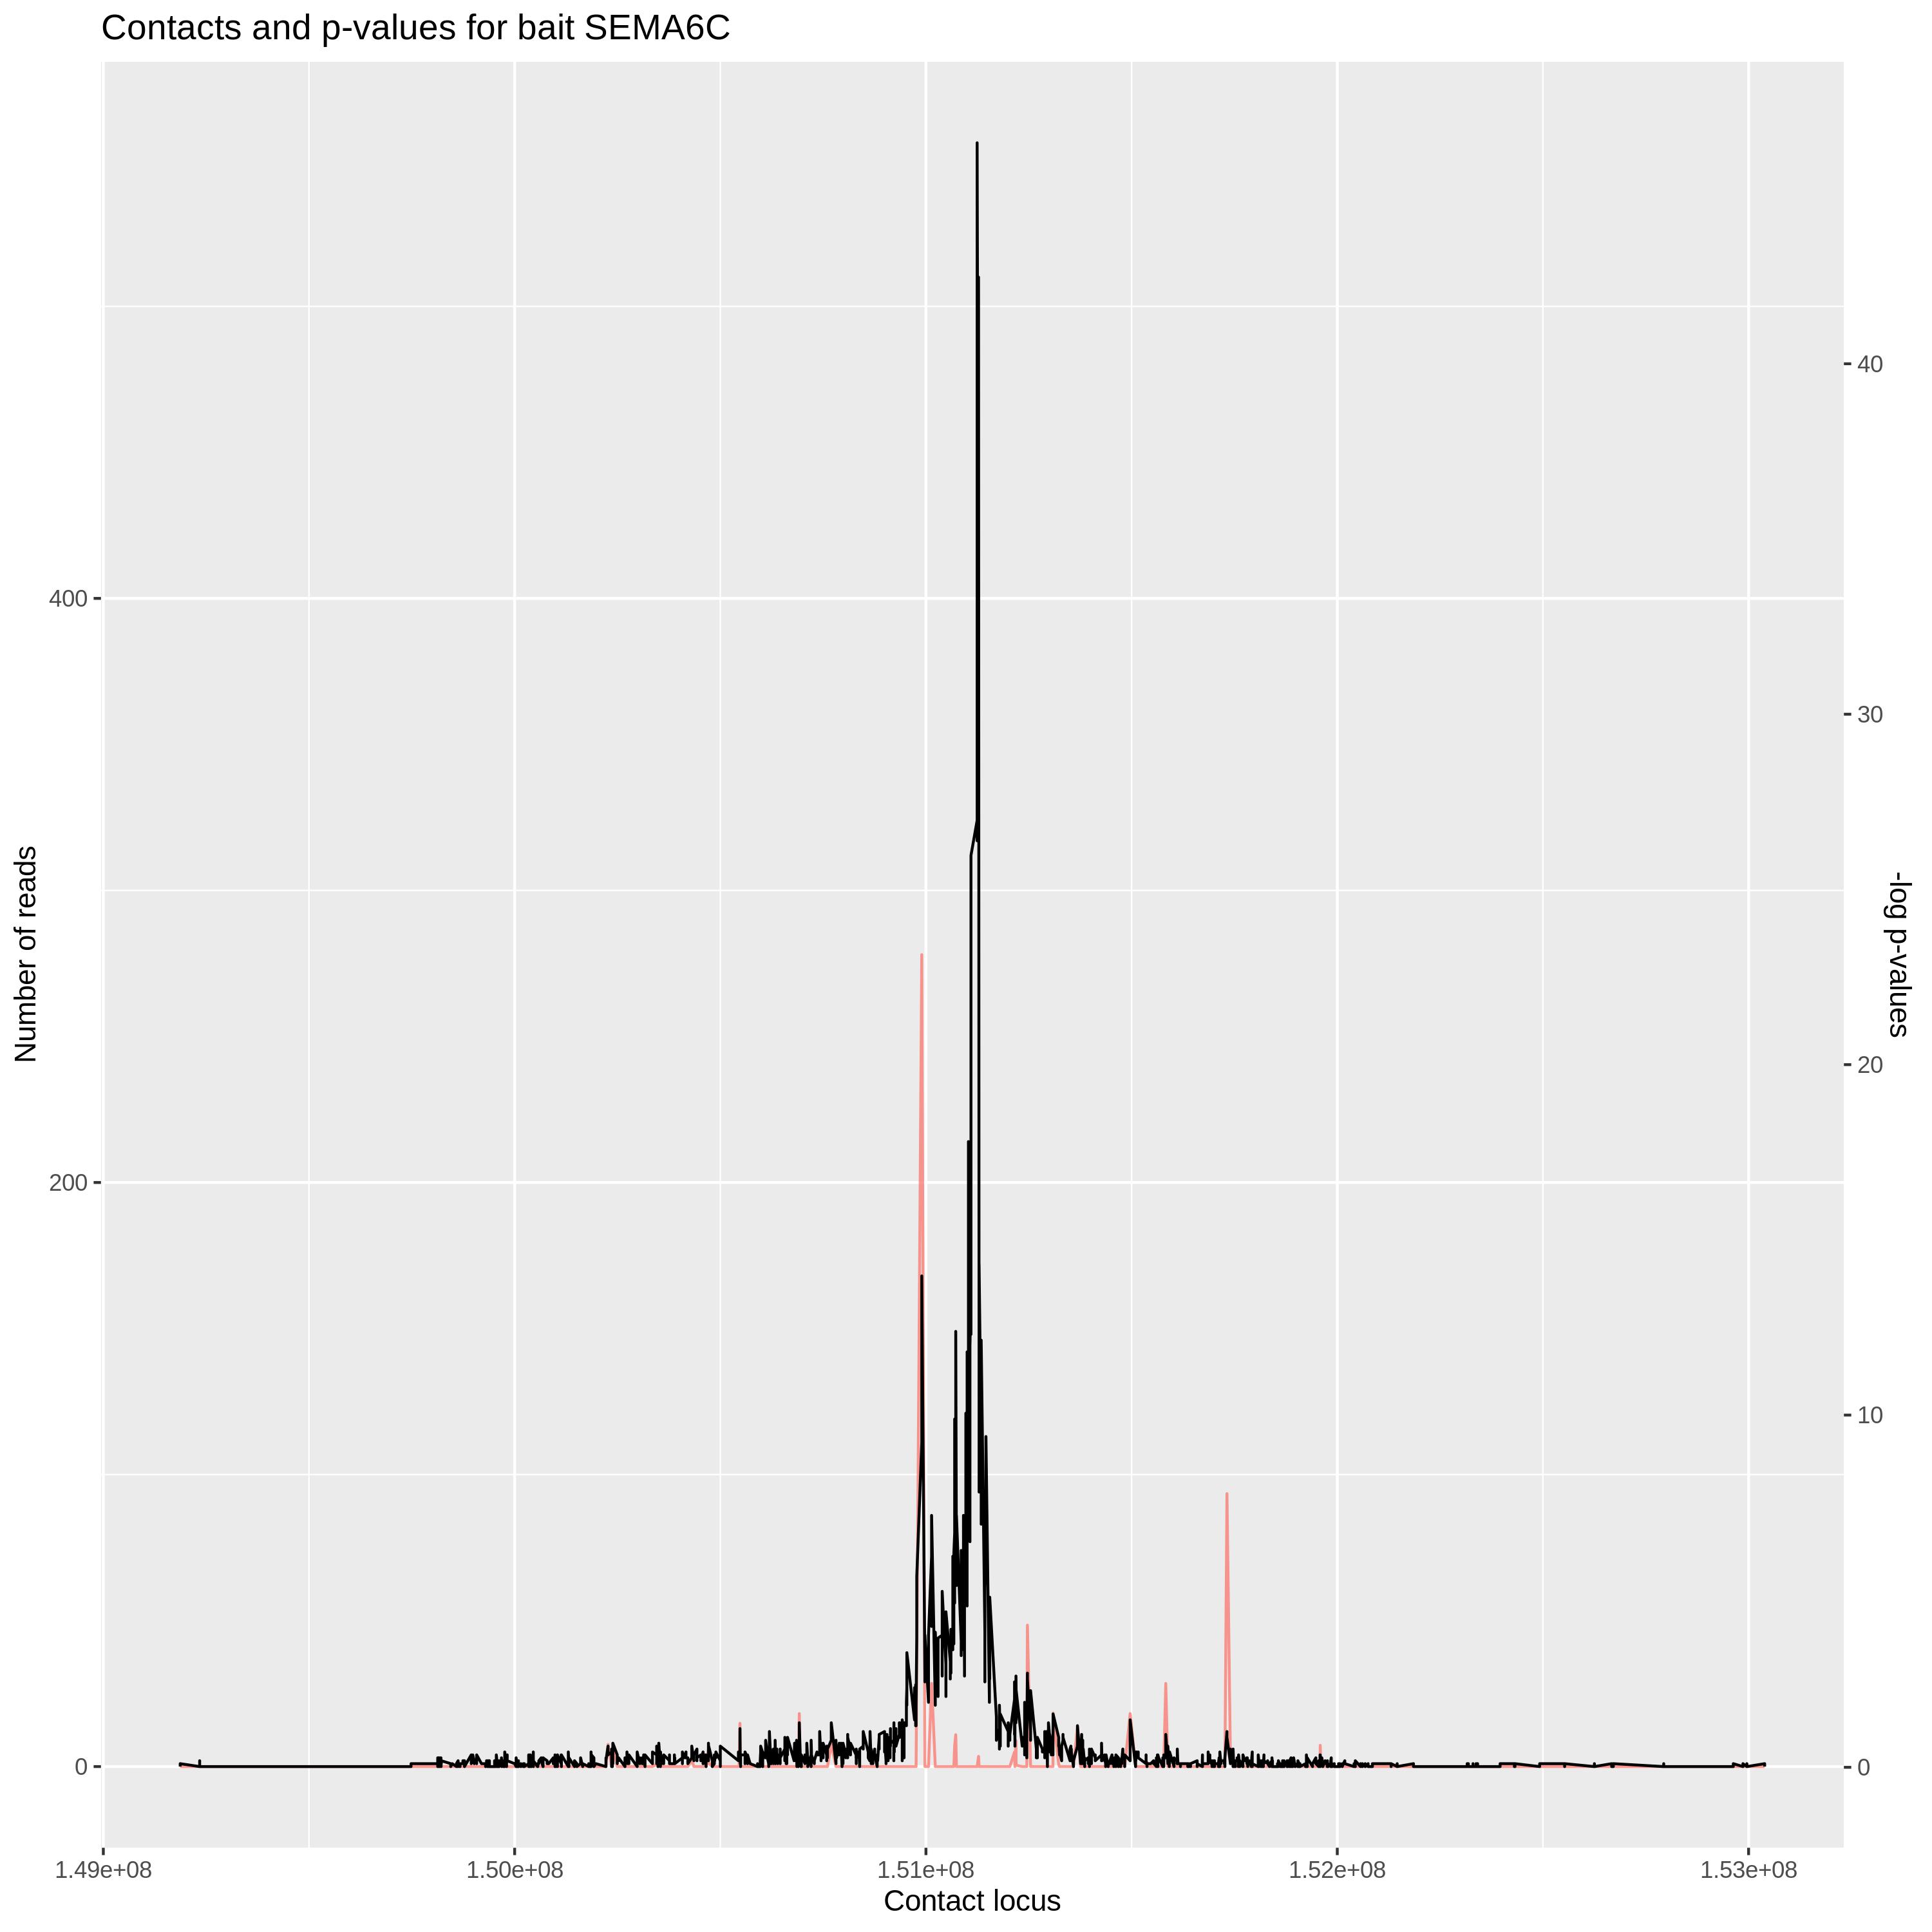 Contacts and p-values for bait SEMA6C
Number of reads
400
200
0
-log p-values
40
30
20
10
0
1.49e+08 1.50e+08 1.51e+08 1.52e+08 1.53e+08
Contact locus